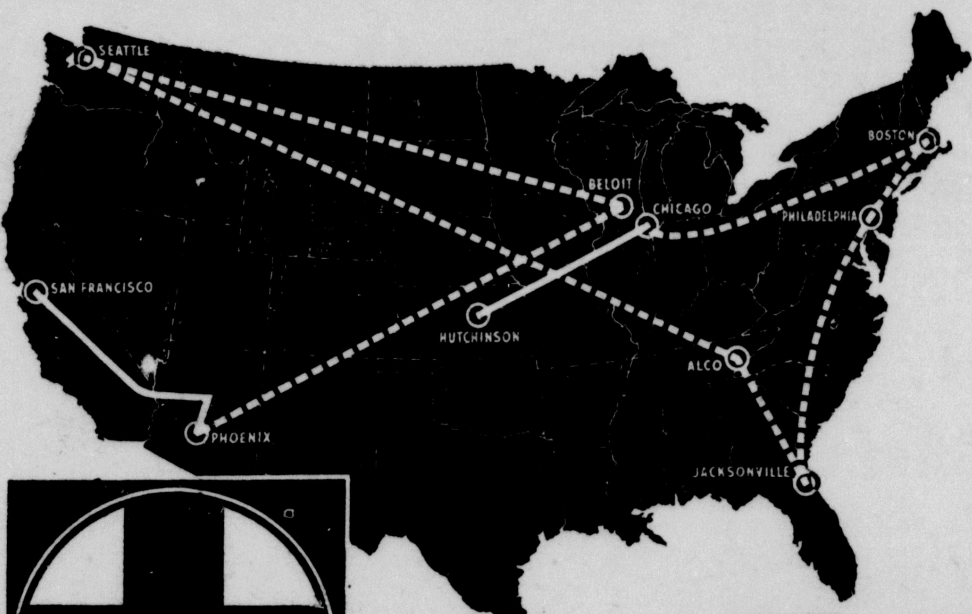 SEATTLE
BOSTON
BELOIT
CHICAGO
PHILADELPHIA
SAN FRANCISCO
HUTCHINSON
ALCO
PHOENIX
JACKSONVILLE